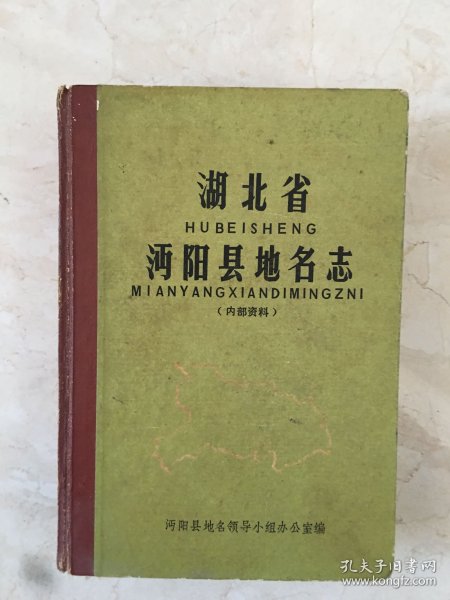 湖北省
HUBEISHENG
沔阳县地名志
MIANYANGXIANDIMINGZNI
(内部资料)
沔阳县地名领导小组办公室编
孔夫子旧书网
www.kongfz.com